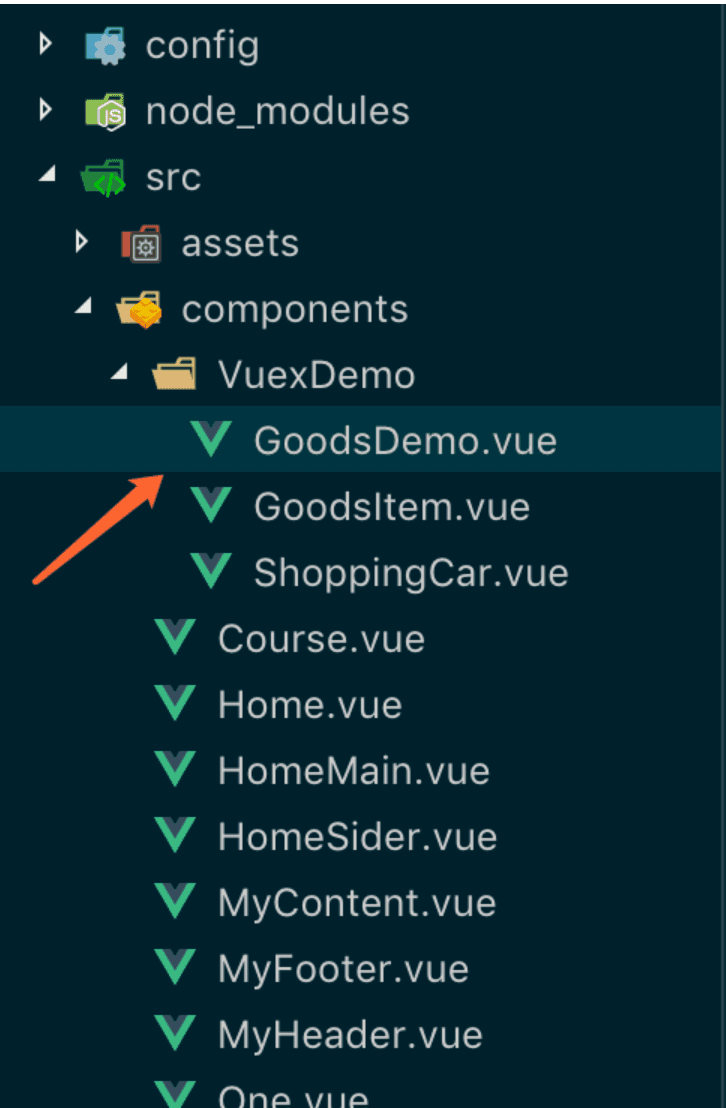 config
node_modules
src
assets
components
VuexDemo
GoodsDemo.vue
GoodsItem.vue
ShoppingCar.vue
Course.vue
Home.vue
HomeMain.vue
HomeSider.vue
MyContent.vue
MyFooter.vue
MyHeader.vue
One.vue